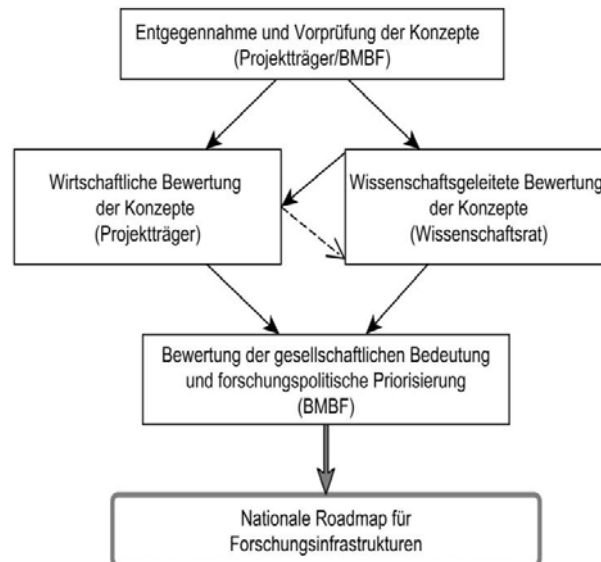 Entgegennahme und Vorprüfung der Konzepte
(Projektträger/BMBF)
Wirtschaftliche Bewertung
der Konzepte
(Projektträger)
Wissenschaftsgeleitete Bewertung
der Konzepte
(Wissenschaftsrat)
Bewertung der gesellschaftlichen Bedeutung
und forschungspolitische Priorisierung
(BMBF)
Nationale Roadmap für
Forschungsinfrastrukturen